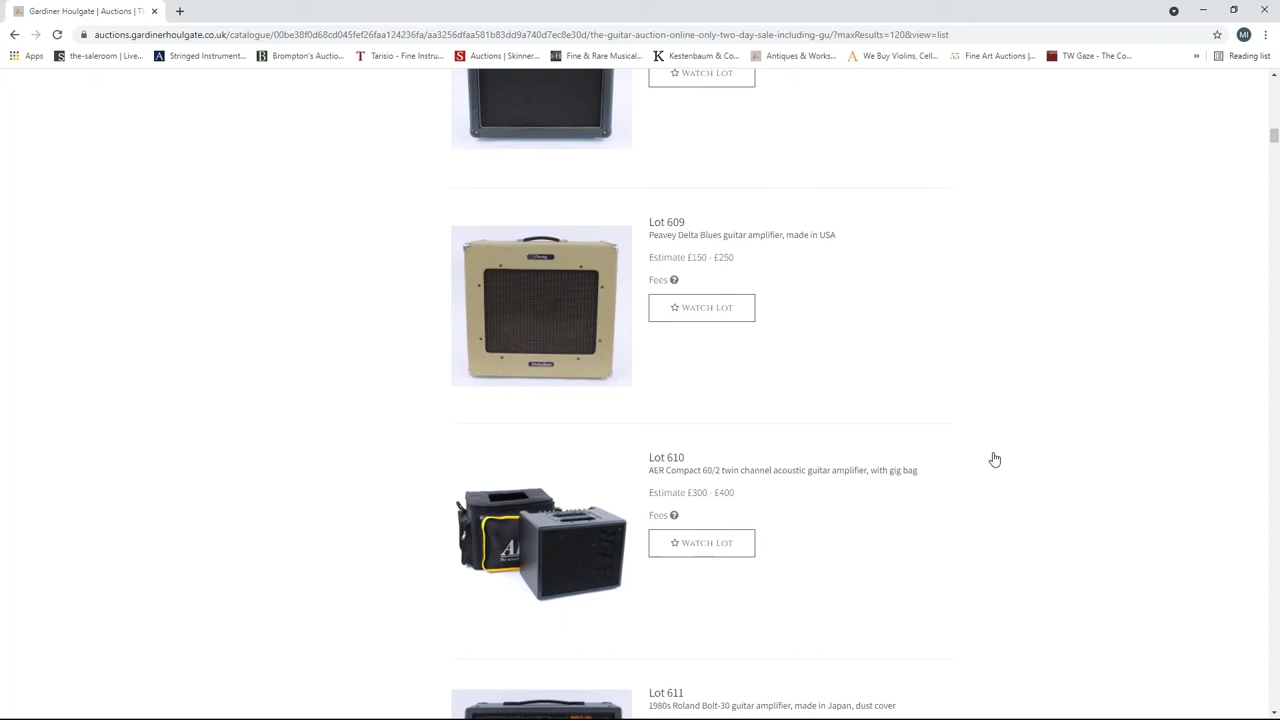 Gardiner Houlgate | Auctions | Th
auctions.gardinerhoulgate.co.uk/catalogue/00be38f0d68cd045fef26faa124236fa/aa3256dfaa581b83dd9a740d7ec8e30d/the-guitar-auction-online-only-two-day-sale-including-gu/?maxResults=120&view=list
MI
Apps
the-saleroom | Live...
Stringed Instrument...
Brompton's Auctio...
Tarisio - Fine Instru...
Auctions | Skinner...
Fine & Rare Musical...
Kestenbaum & Co...
Antiques & Works...
We Buy Violins, Cell...
Fine Art Auctions |...
TW Gaze - The Co...
»
Reading list
WATCH LOT
Lot 609
Peavey Delta Blues guitar amplifier, made in USA
Estimate £150 - £250
Fees
WATCH LOT
Lot 610
AER Compact 60/2 twin channel acoustic guitar amplifier, with gig bag
Estimate £300 - £400
Fees
WATCH LOT
Lot 611
1980s Roland Bolt-30 guitar amplifier, made in Japan, dust cover